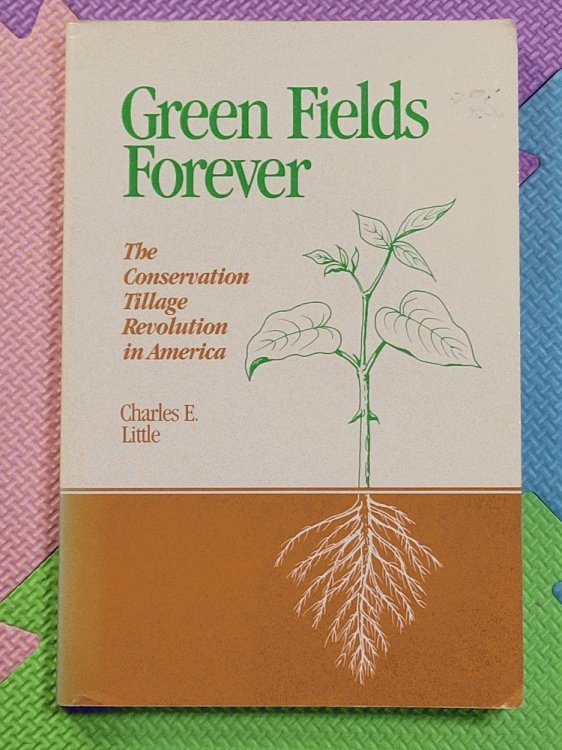 Green Fields
Forever
The
Conservation
Tillage
Revolution
in America
Charles E.
Little